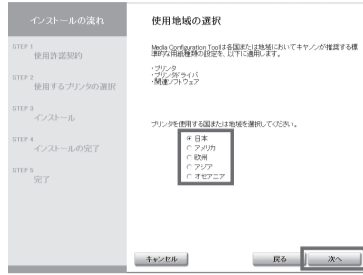 インストールの流れ
STEP 1
使用許諾契約
STEP 2
使用するプリンタの選択
STEP 3
インストール
STEP 4
インストールの完了
STEP 5
完了
使用地域の選択
Media Configuration Toolは各国または地域においてキヤノンが推奨する標
準的な用紙種類の設定を、以下に適用します。
・プリンタ
・プリンタドライバ
・関連ソフトウェア
プリンタを使用する国または地域を選択してください。
日本
アメリカ
欧州
アジア
オセアニア
キャンセル
戻る
次へ